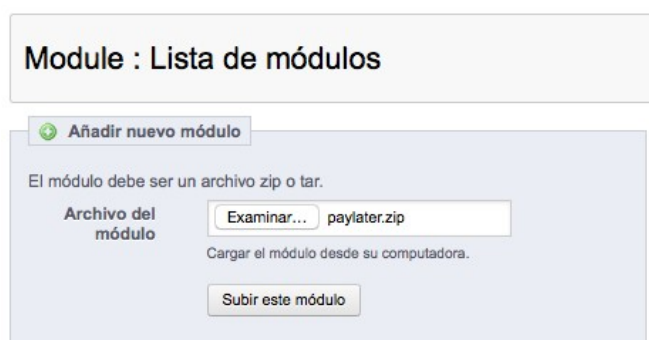 Module : Lista de módulos
Añadir nuevo módulo
El módulo debe ser un archivo zip o tar.
Archivo del
módulo
Examinar... paylater.zip
Cargar el módulo desde su computadora.
Subir este módulo